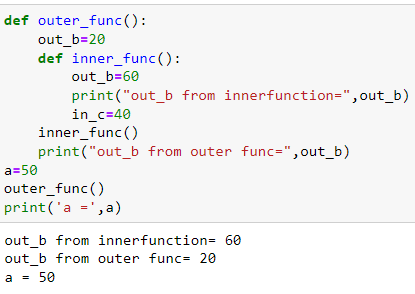 def outer_func():
    out_b=20
    def inner_func():
        out_b=60
        print("out_b from innerfunction=",out_b)
        in_c=40
    inner_func()
    print("out_b from outer func=",out_b)
a=50
outer_func()
print('a =',a)
out_b from innerfunction= 60
out_b from outer func= 20
a = 50